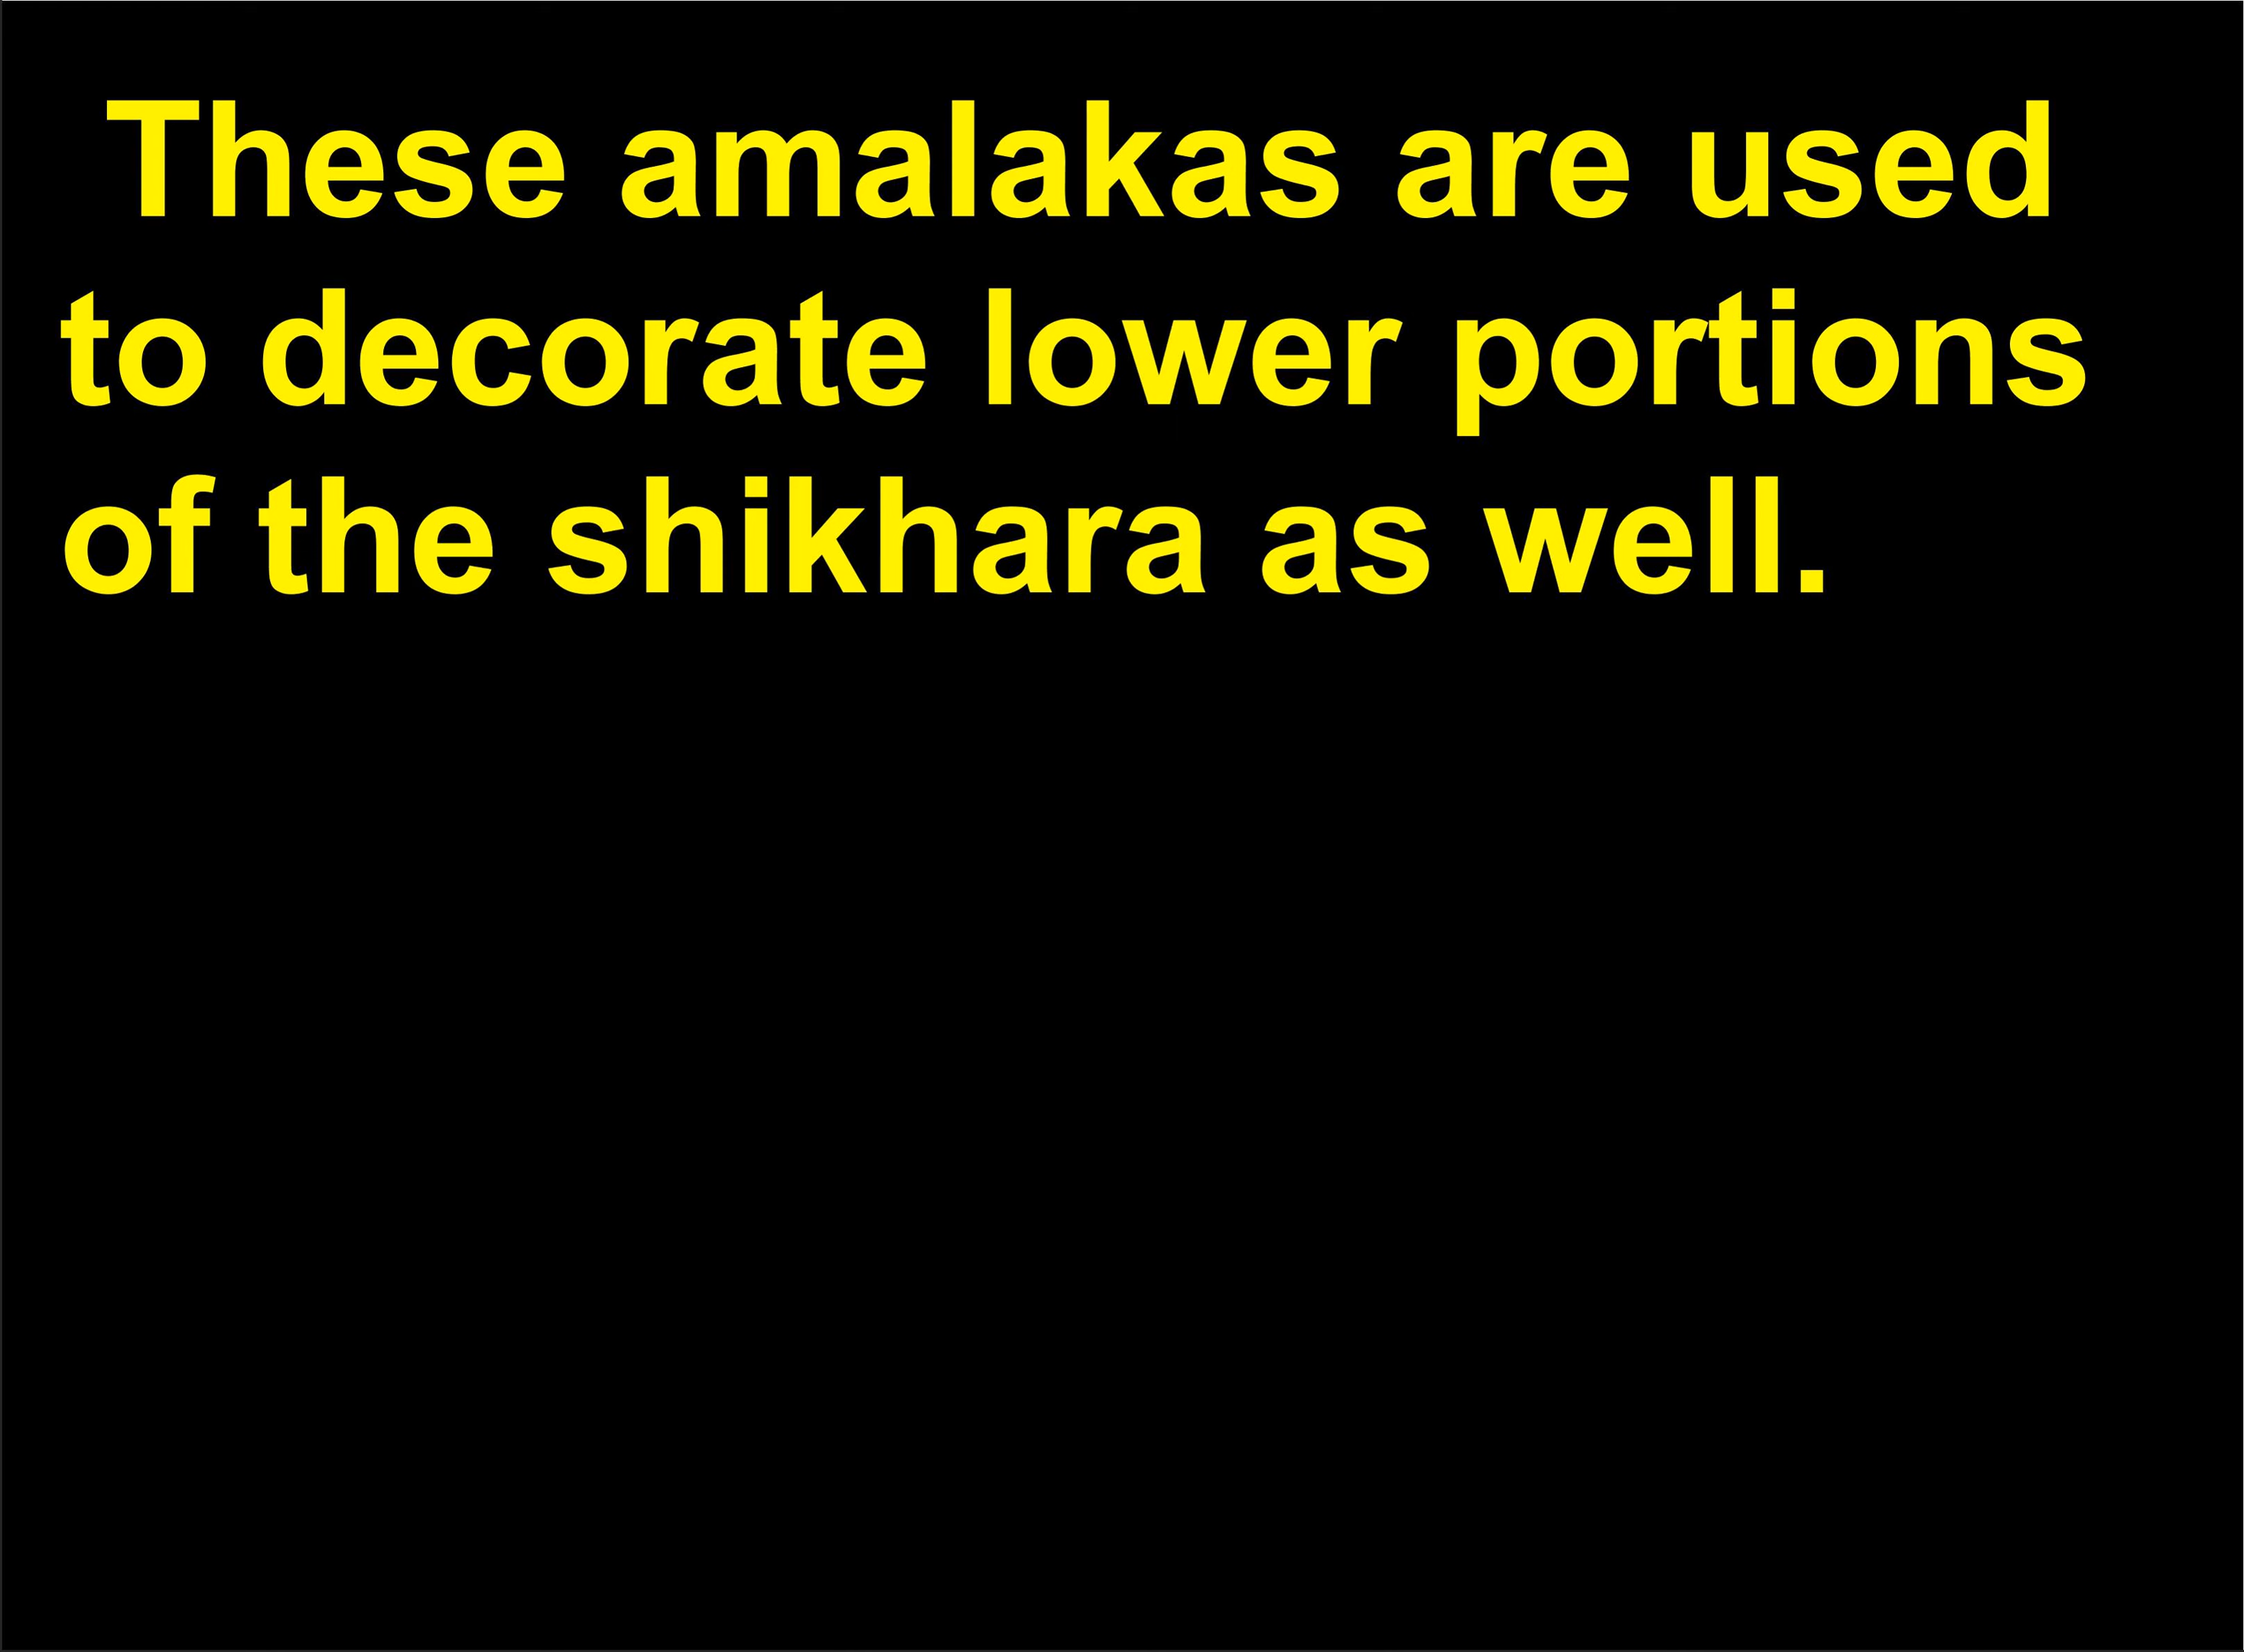 These amalakas are used
to decorate lower portions
of the shikhara as well.